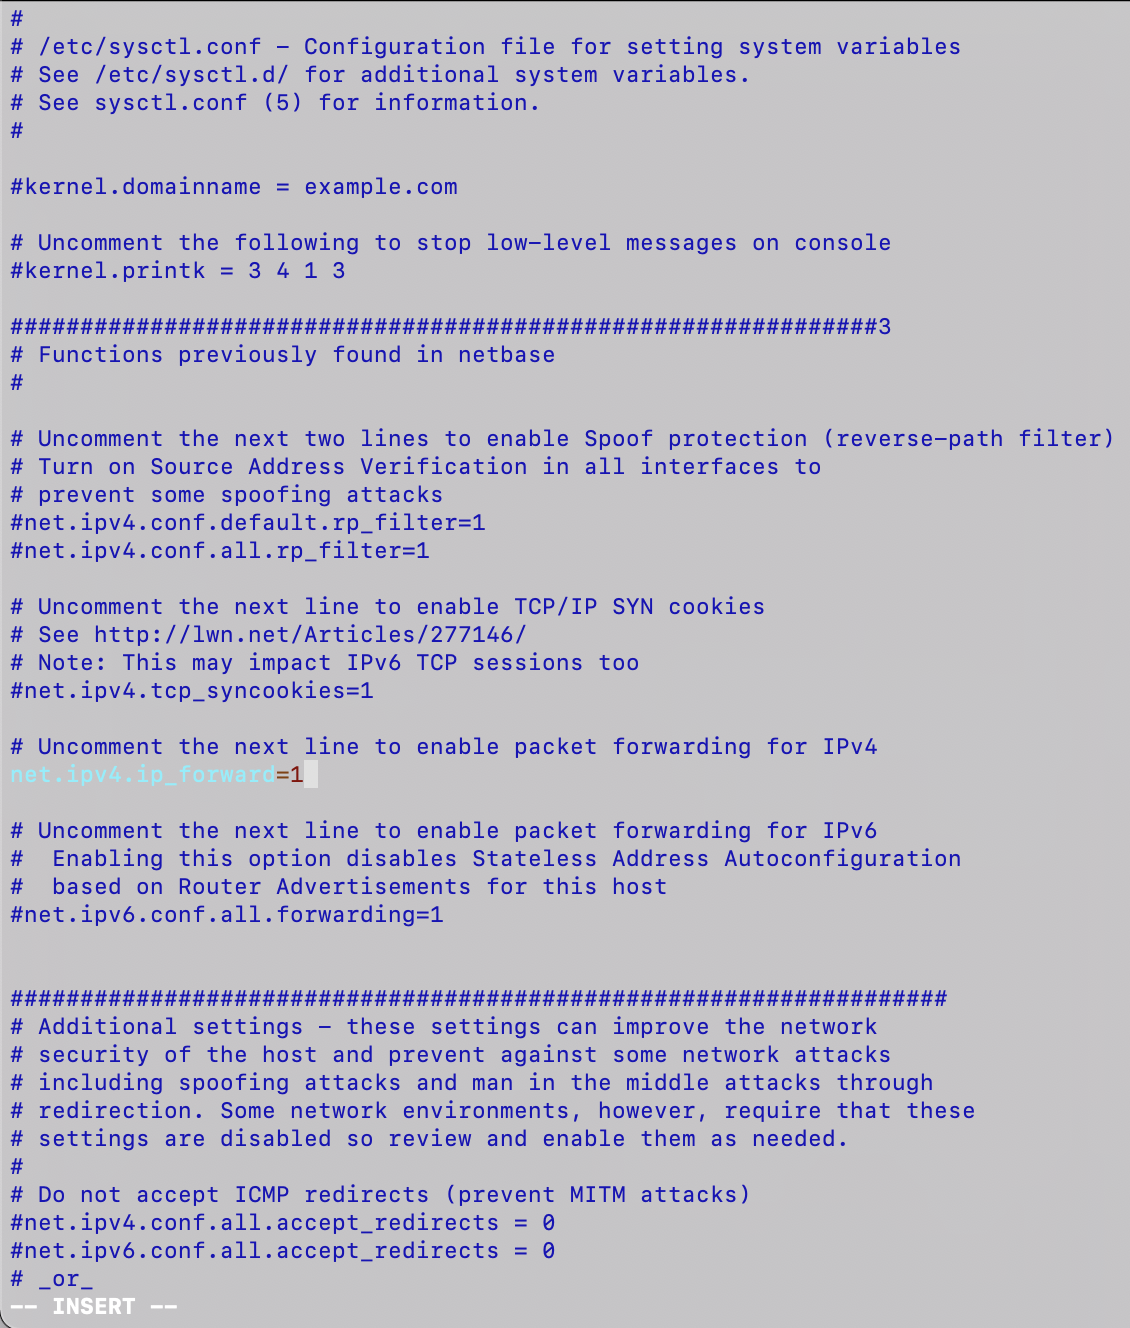 #
# /etc/sysctl.conf - Configuration file for setting system variables
# See /etc/sysctl.d/ for additional system variables.
# See sysctl.conf (5) for information.
#
#kernel.domainname = example.com
# Uncomment the following to stop low-level messages on console
#kernel.printk = 3 4 1 3
##############################################################3
# Functions previously found in netbase
#
# Uncomment the next two lines to enable Spoof protection (reverse-path filter)
# Turn on Source Address Verification in all interfaces to
# prevent some spoofing attacks
#net.ipv4.conf.default.rp_filter=1
#net.ipv4.conf.all.rp_filter=1
# Uncomment the next line to enable TCP/IP SYN cookies
# See http://lwn.net/Articles/277146/
# Note: This may impact IPv6 TCP sessions too
#net.ipv4.tcp_syncookies=1
# Uncomment the next line to enable packet forwarding for IPv4
net.ipv4.ip_forward=1
# Uncomment the next line to enable packet forwarding for IPv6
#  Enabling this option disables Stateless Address Autoconfiguration
#  based on Router Advertisements for this host
#net.ipv6.conf.all.forwarding=1
###################################################################
# Additional settings - these settings can improve the network
# security of the host and prevent against some network attacks
# including spoofing attacks and man in the middle attacks through
# redirection. Some network environments, however, require that these
# settings are disabled so review and enable them as needed.
#
# Do not accept ICMP redirects (prevent MITM attacks)
#net.ipv4.conf.all.accept_redirects = 0
#net.ipv6.conf.all.accept_redirects = 0
# _or_
-- INSERT --